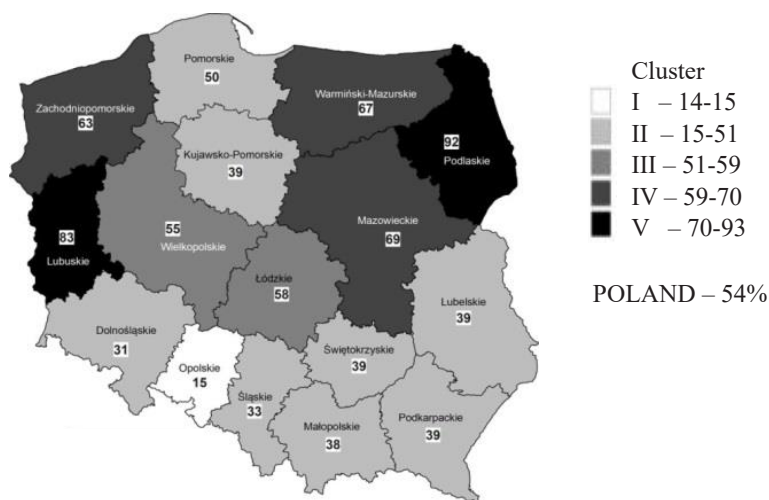 Pomorskie
50
Zachodniopomorskie
63
Warmiński-Mazurskie
67
92
Podlaskie
Kujawsko-Pomorskie
39
83
Lubuskie
55
Wielkopolskie
Mazowieckie
69
Łódzkie
58
Lubelskie
39
Dolnośląskie
31
Opolskie
15
Śląskie
33
Świętokrzyskie
39
Małopolskie
38
Podkarpackie
39
Cluster
I – 14-15
II – 15-51
III – 51-59
IV – 59-70
V – 70-93
POLAND – 54%